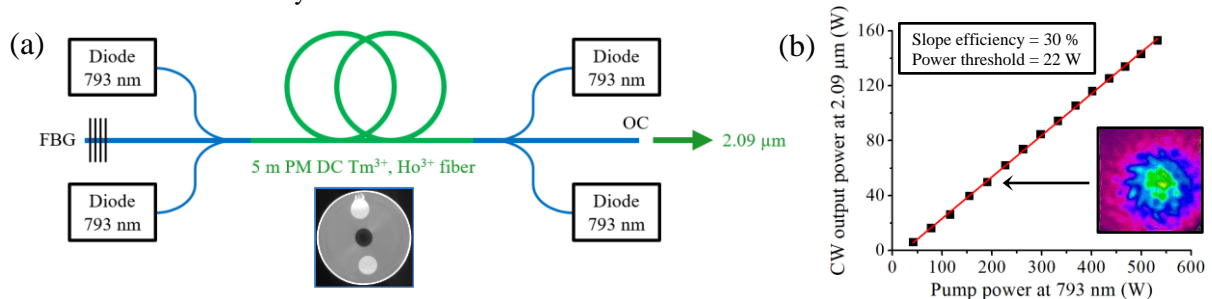 (a)
Diode
793 nm
Diode
793 nm
FBG
OC
2.09 µm
5 m PM DC Tm³⁺, Ho³⁺ fiber
Diode
793 nm
Diode
793 nm
(b)
CW output power at 2.09 µm (W)
160
120
80
40
0
Slope efficiency = 30 %
Power threshold = 22 W
0 100 200 300 400 500 600
Pump power at 793 nm (W)